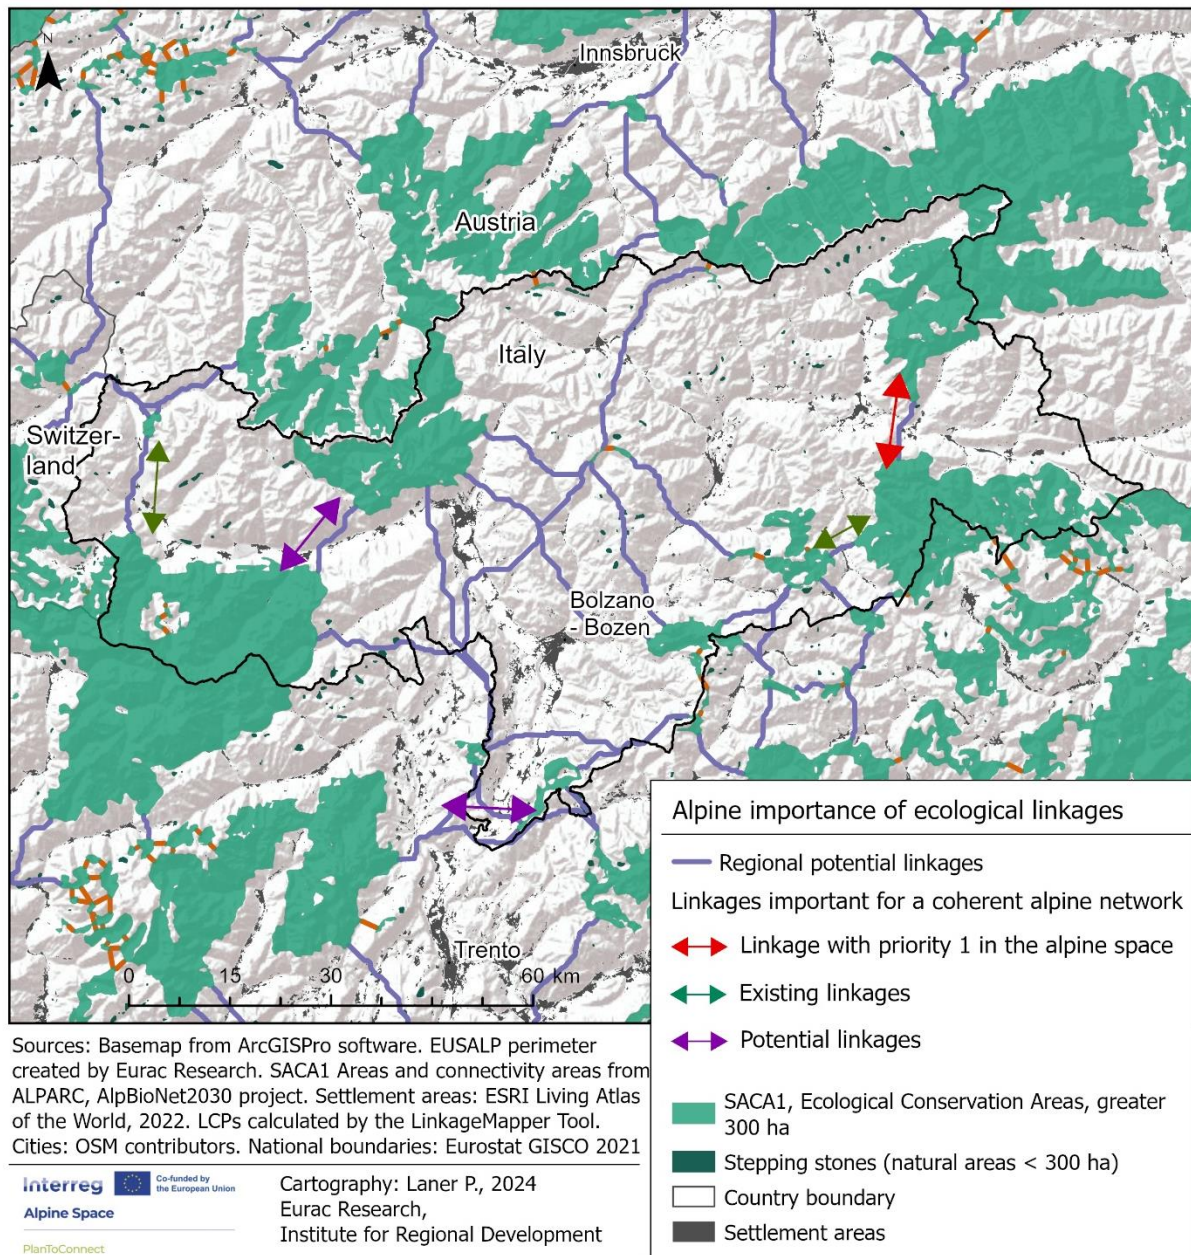 N
Innsbruck
Austria
Italy
Switzer-
land
Bolzano
- Bozen
Trento
0 15 30 60 km
Alpine importance of ecological linkages
Regional potential linkages
Linkages important for a coherent alpine network
Linkage with priority 1 in the alpine space
Existing linkages
Potential linkages
SACA1, Ecological Conservation Areas, greater
300 ha
Stepping stones (natural areas < 300 ha)
Country boundary
Settlement areas
Sources: Basemap from ArcGISPro software. EUSALP perimeter
created by Eurac Research. SACA1 Areas and connectivity areas from
ALPARC, AlpBioNet2030 project. Settlement areas: ESRI Living Atlas
of the World, 2022. LCPs calculated by the LinkageMapper Tool.
Cities: OSM contributors. National boundaries: Eurostat GISCO 2021
Interreg
Co-funded by
the European Union
Alpine Space
PlanToConnect
Cartography: Laner P., 2024
Eurac Research,
Institute for Regional Development